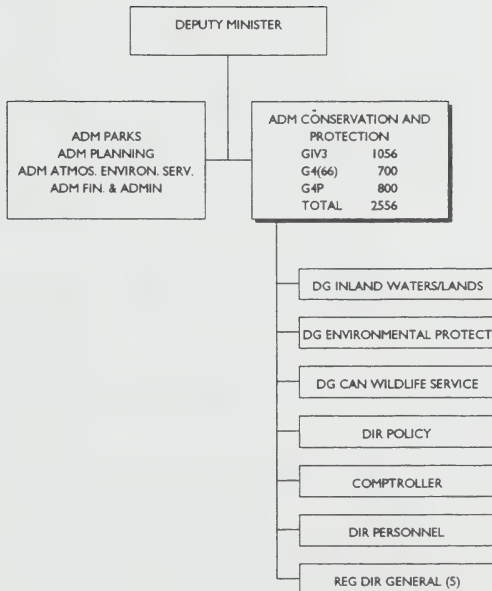 DEPUTY MINISTER
ADM PARKS
ADM PLANNING
ADM ATMOS. ENVIRON. SERV.
ADM FIN. & ADMIN
ADM CONSERVATION AND
PROTECTION
GIV3 1056
G4(66) 700
G4P 800
TOTAL 2556
DG INLAND WATERS/LANDS
DG ENVIRONMENTAL PROTECT
DG CAN WILDLIFE SERVICE
DIR POLICY
COMPTROLLER
DIR PERSONNEL
REG DIR GENERAL (5)